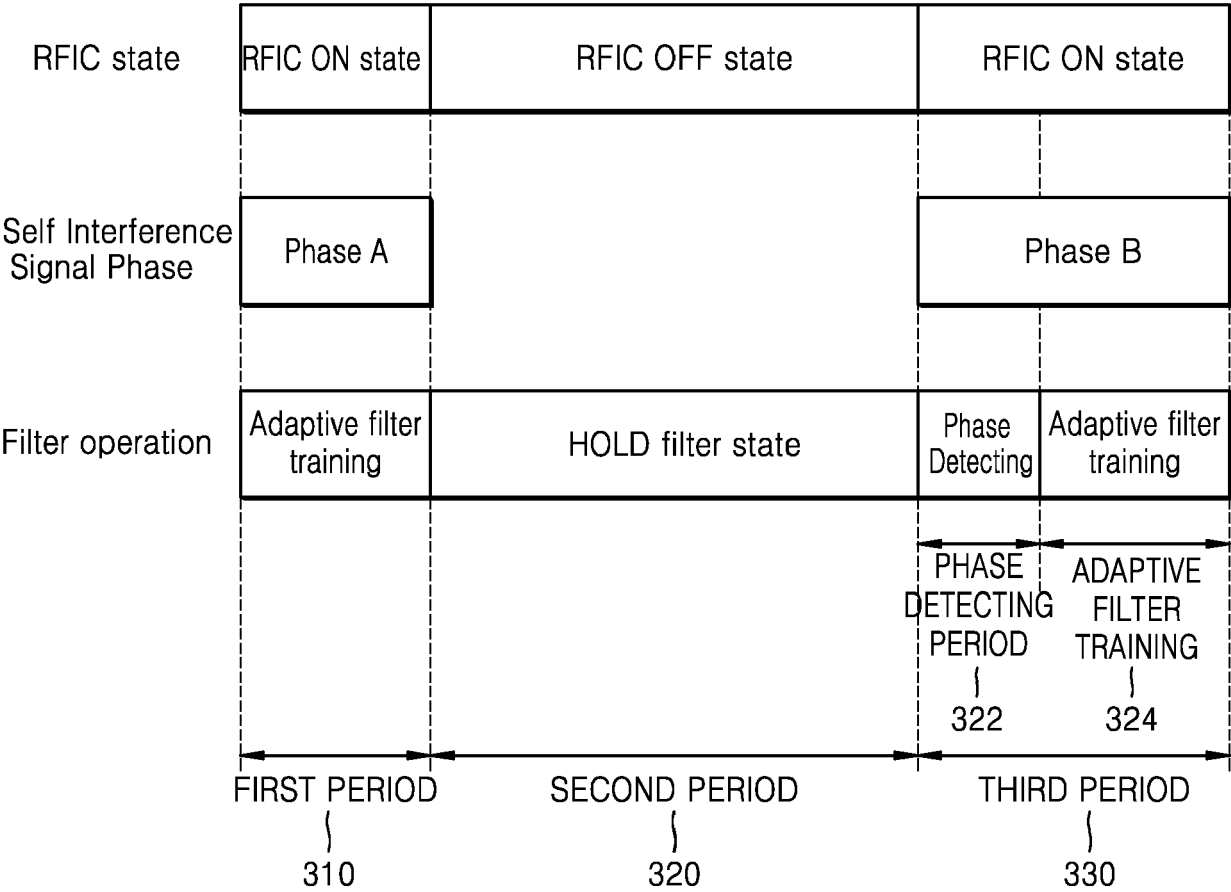 RFIC state
RFIC ON state
RFIC OFF state
RFIC ON state
Self Interference
Signal Phase
Phase A
Phase B
Filter operation
Adaptive filter
training
HOLD filter state
Phase
Detecting
Adaptive filter
training
PHASE
DETECTING
PERIOD
322
ADAPTIVE
FILTER
TRAINING
324
FIRST PERIOD
310
SECOND PERIOD
320
THIRD PERIOD
330